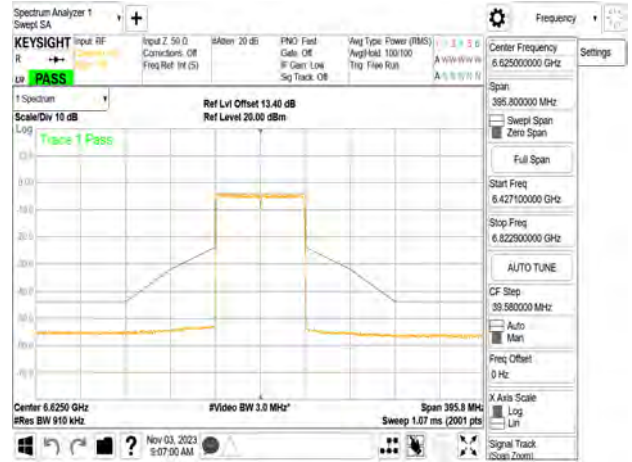 Spectrum Analyzer 1
Swept SA
Frequency
KEYSIGHT
Input: RF
Input Z: 50 Ω
Corrections: Off
Freq Ref: Int (S)
#Atten: 20 dB
PNO: Fast
Gate: Off
IF Gain: Low
Sig Track: Off
Avg Type: Power (RMS)
Avg|Hold: 100/100
Trig: Free Run
R
LW
PASS
1 Spectrum
Scale/Div 10 dB
Log
Ref Lvl Offset 13.40 dB
Ref Level 20.00 dBm
Trace 1 Pass
Center 6.6250 GHz
#Res BW 910 kHz
#Video BW 3.0 MHz*
Span 395.8 MHz
Sweep 1.07 ms (2001 pts)
Nov 03, 2023
9:07:00 AM
Center Frequency
6.625000000 GHz
Settings
Span
395.800000 MHz
Swept Span
Zero Span
Full Span
Start Freq
6.427100000 GHz
Stop Freq
6.822900000 GHz
AUTO TUNE
CF Step
39.580000 MHz
Auto
Man
Freq Offset
0 Hz
X Axis Scale
Log
Lin
Signal Track
(Span Zoom)